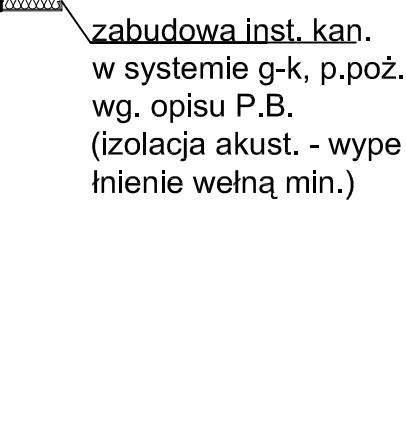 zabudowa inst. kan.
w systemie g-k, p.poż.
wg. opisu P.B.
(izolacja akust. - wype
łnienie wełną min.)